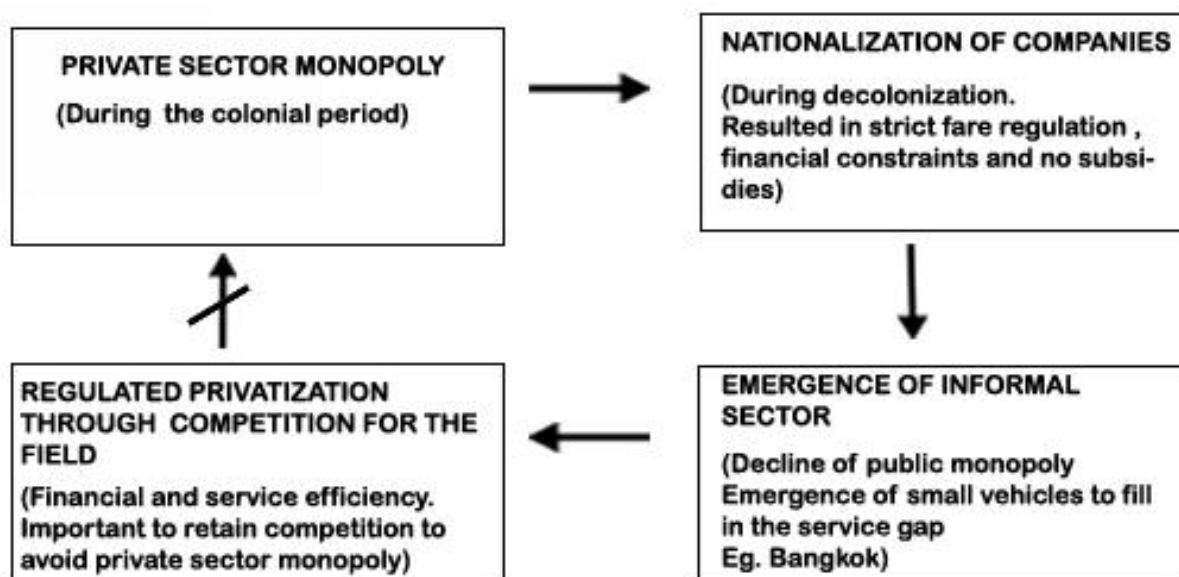 PRIVATE SECTOR MONOPOLY
(During the colonial period)
NATIONALIZATION OF COMPANIES
(During decolonization.
Resulted in strict fare regulation ,
financial constraints and no subsi-
dies)
REGULATED PRIVATIZATION
THROUGH COMPETITION FOR THE
FIELD
(Financial and service efficiency.
Important to retain competition to
avoid private sector monopoly)
EMERGENCE OF INFORMAL
SECTOR
(Decline of public monopoly
Emergence of small vehicles to fill
in the service gap
Eg. Bangkok)